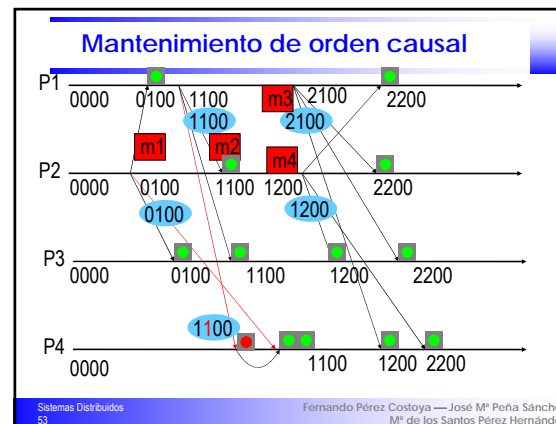 Mantenimiento de orden causal
P1
0000 0100 1100 m3 2100 2200
1100 2100
m1 m2 m4
P2
0000 0100 1100 1200 2200
0100 1200
P3
0000 0100 1100 1200 2200
1100
P4
0000 1100 1200 2200
Sistemas Distribuidos Fernando Pérez Costoya — José Mª Peña Sánch
53 Mª de los Santos Pérez Hernánd